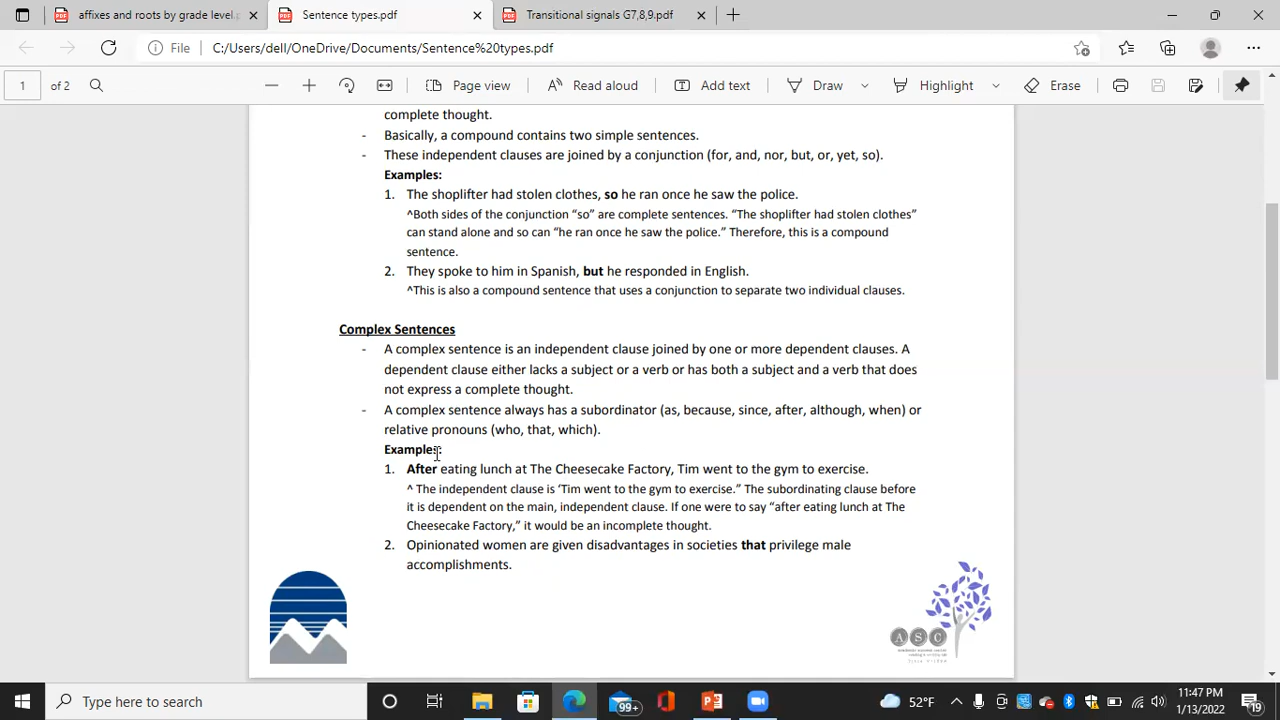 affixes and roots by grade level.
Sentence types.pdf
Transitional signals G7,8,9.pdf
File
C:/Users/dell/OneDrive/Documents/Sentence%20types.pdf
1
of 2
Page view
Read aloud
Add text
Draw
Highlight
Erase
complete thought.
- Basically, a compound contains two simple sentences.
- These independent clauses are joined by a conjunction (for, and, nor, but, or, yet, so).
Examples:
1. The shoplifter had stolen clothes, so he ran once he saw the police.
^Both sides of the conjunction “so” are complete sentences. “The shoplifter had stolen clothes”
can stand alone and so can “he ran once he saw the police.” Therefore, this is a compound
sentence.
2. They spoke to him in Spanish, but he responded in English.
^This is also a compound sentence that uses a conjunction to separate two individual clauses.
Complex Sentences
- A complex sentence is an independent clause joined by one or more dependent clauses. A
dependent clause either lacks a subject or a verb or has both a subject and a verb that does
not express a complete thought.
- A complex sentence always has a subordinator (as, because, since, after, although, when) or
relative pronouns (who, that, which).
Examples:
1. After eating lunch at The Cheesecake Factory, Tim went to the gym to exercise.
^ The independent clause is ‘Tim went to the gym to exercise.” The subordinating clause before
it is dependent on the main, independent clause. If one were to say “after eating lunch at The
Cheesecake Factory,” it would be an incomplete thought.
2. Opinionated women are given disadvantages in societies that privilege male
accomplishments.
ASC
Type here to search
99+
52°F
11:47 PM
1/13/2022
19